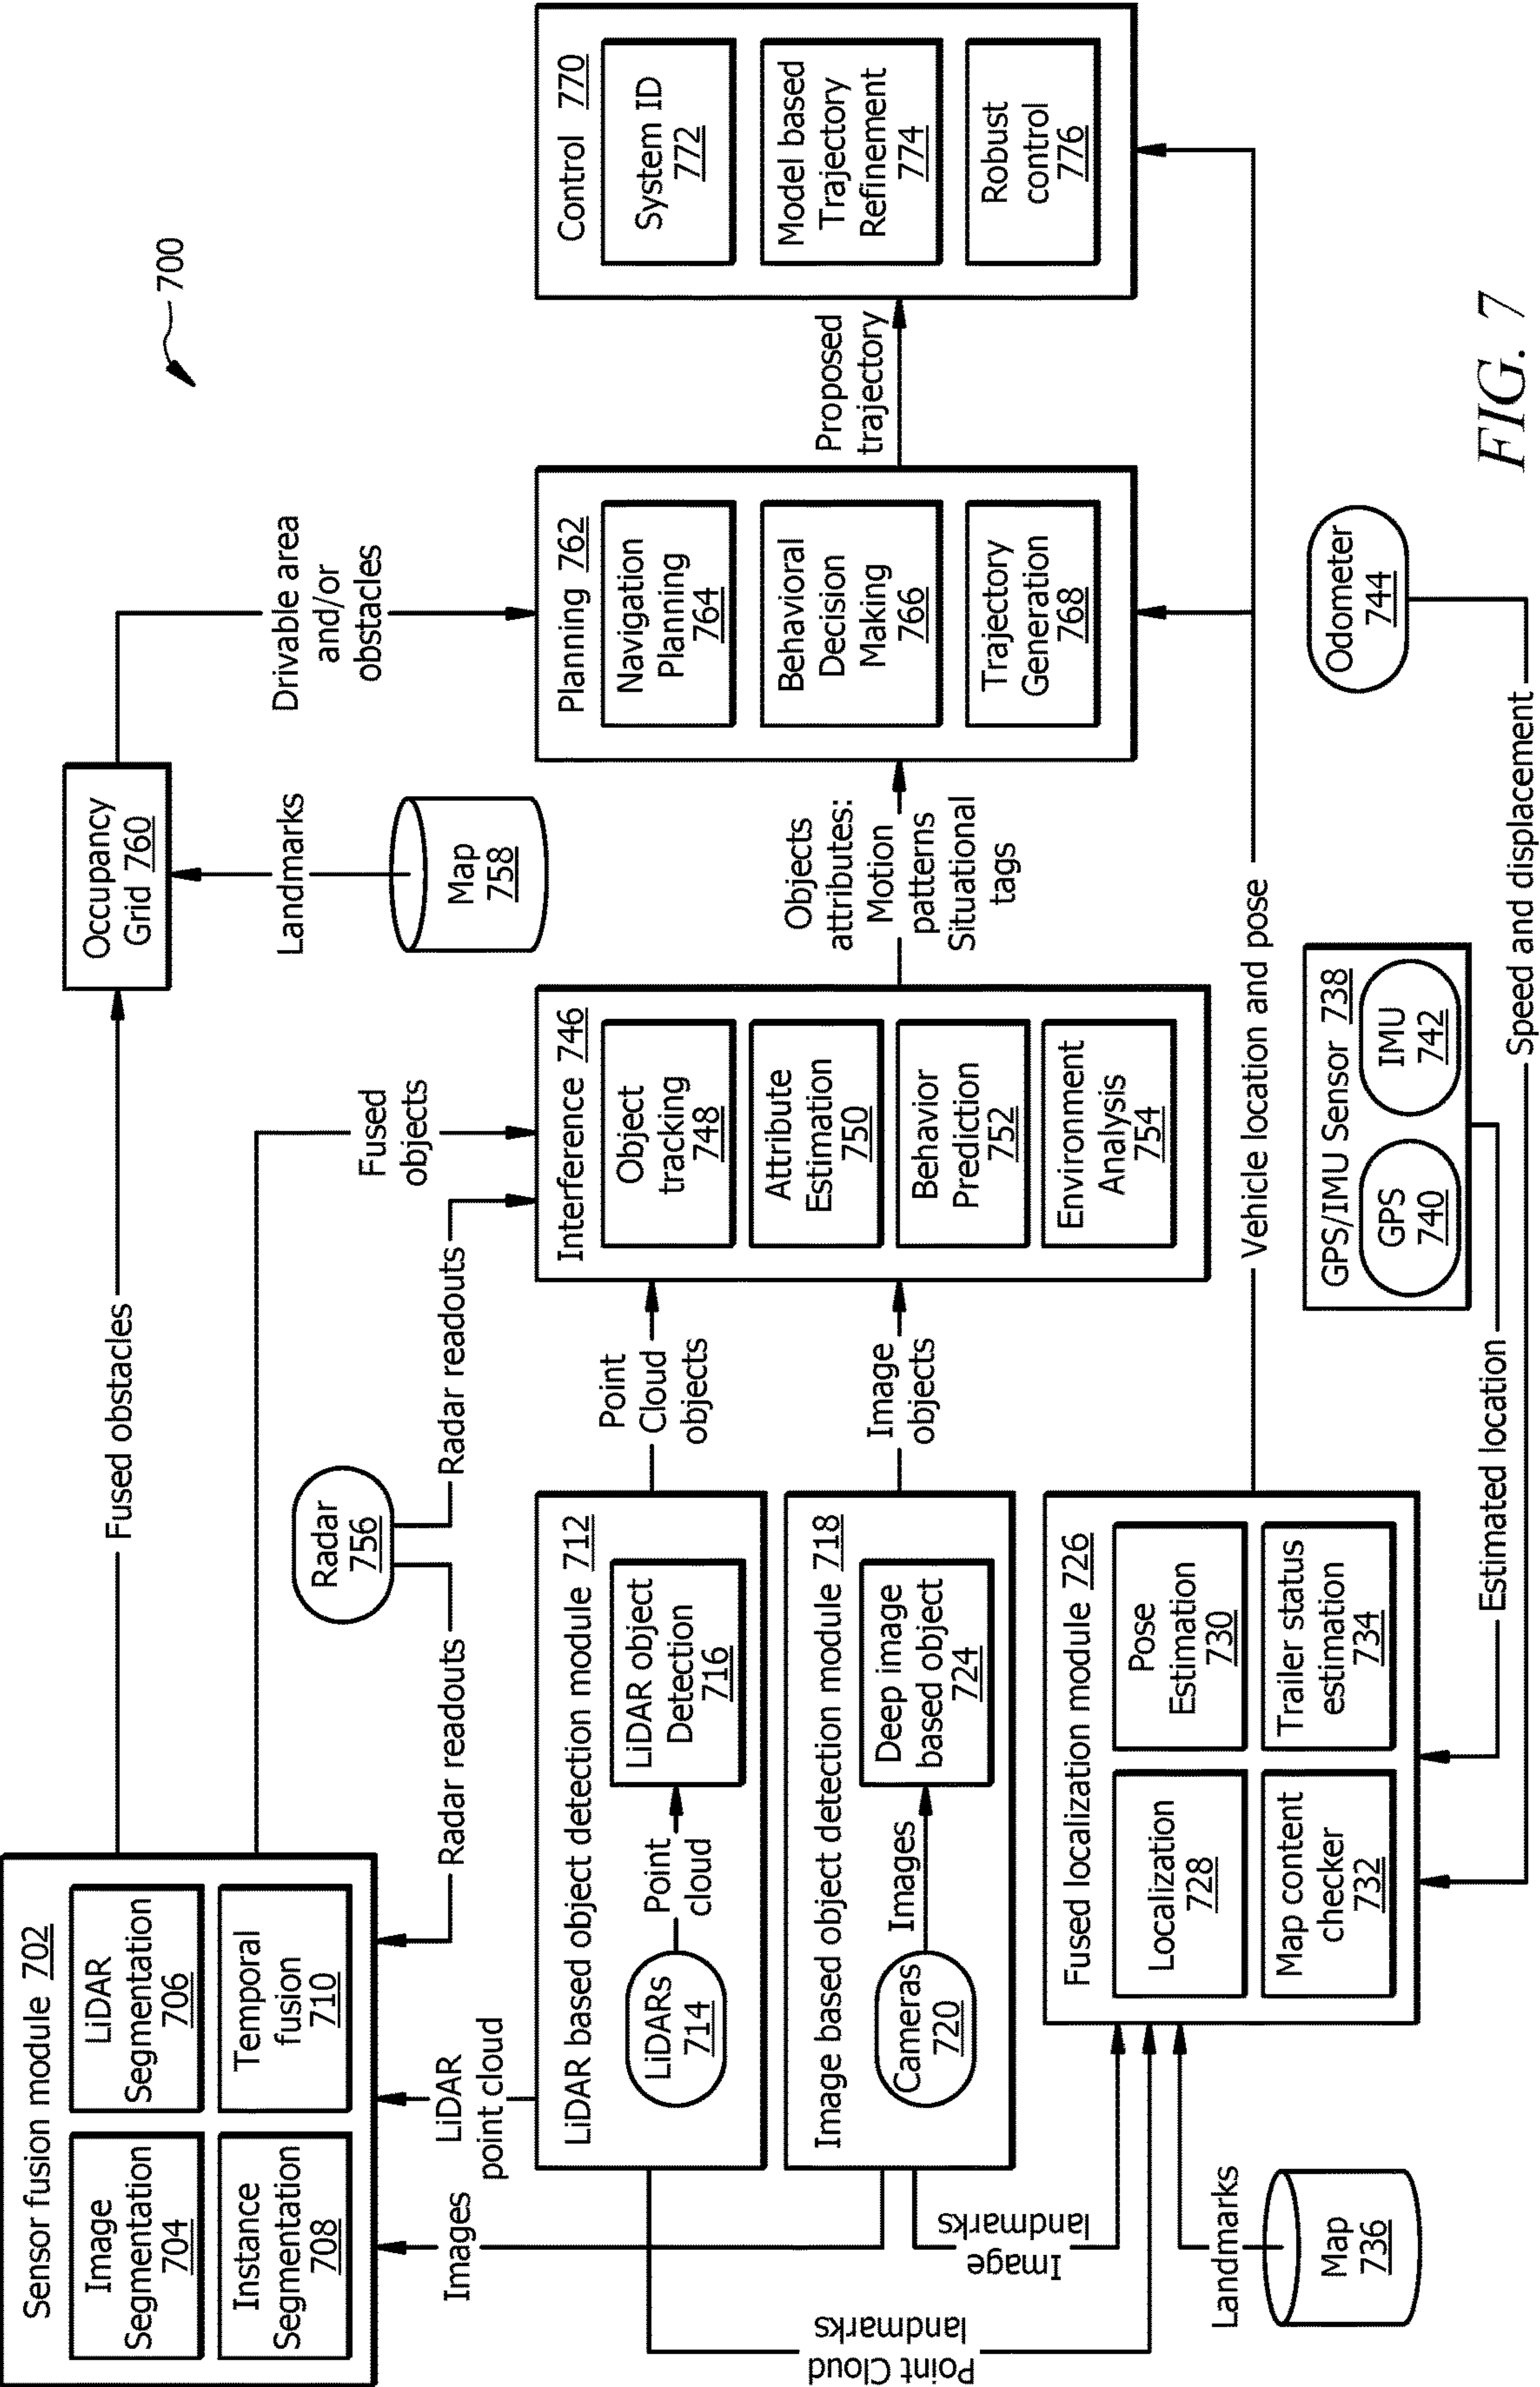 700
Sensor fusion module 702
Image
Segmentation
704
LiDAR
Segmentation
706
Instance
Segmentation
708
Temporal
fusion
710
Fused obstacles
Occupancy
Grid 760
Landmarks
Map
758
Drivable area
and/or
obstacles
Radar
756
Radar readouts
Radar readouts
Fused
objects
Images
LiDAR
point cloud
LiDAR based object detection module 712
LiDARs
714
Point
cloud
LiDAR object
Detection
716
Point
Cloud
objects
Image based object detection module 718
Cameras
720
Images
Deep image
based object
724
Image
objects
Interference 746
Object
tracking
748
Attribute
Estimation
750
Behavior
Prediction
752
Environment
Analysis
754
Objects
attributes:
Motion
patterns
Situational
tags
Planning 762
Navigation
Planning
764
Behavioral
Decision
Making
766
Trajectory
Generation
768
Proposed
trajectory
Control 770
System ID
772
Model based
Trajectory
Refinement
774
Robust
control
776
Point Cloud
landmarks
Image
landmarks
Landmarks
Map
736
Fused localization module 726
Localization
728
Pose
Estimation
730
Map content
checker
732
Trailer status
estimation
734
Vehicle location and pose
GPS/IMU Sensor 738
GPS
740
IMU
742
Odometer
744
Estimated location
Speed and displacement
FIG. 7